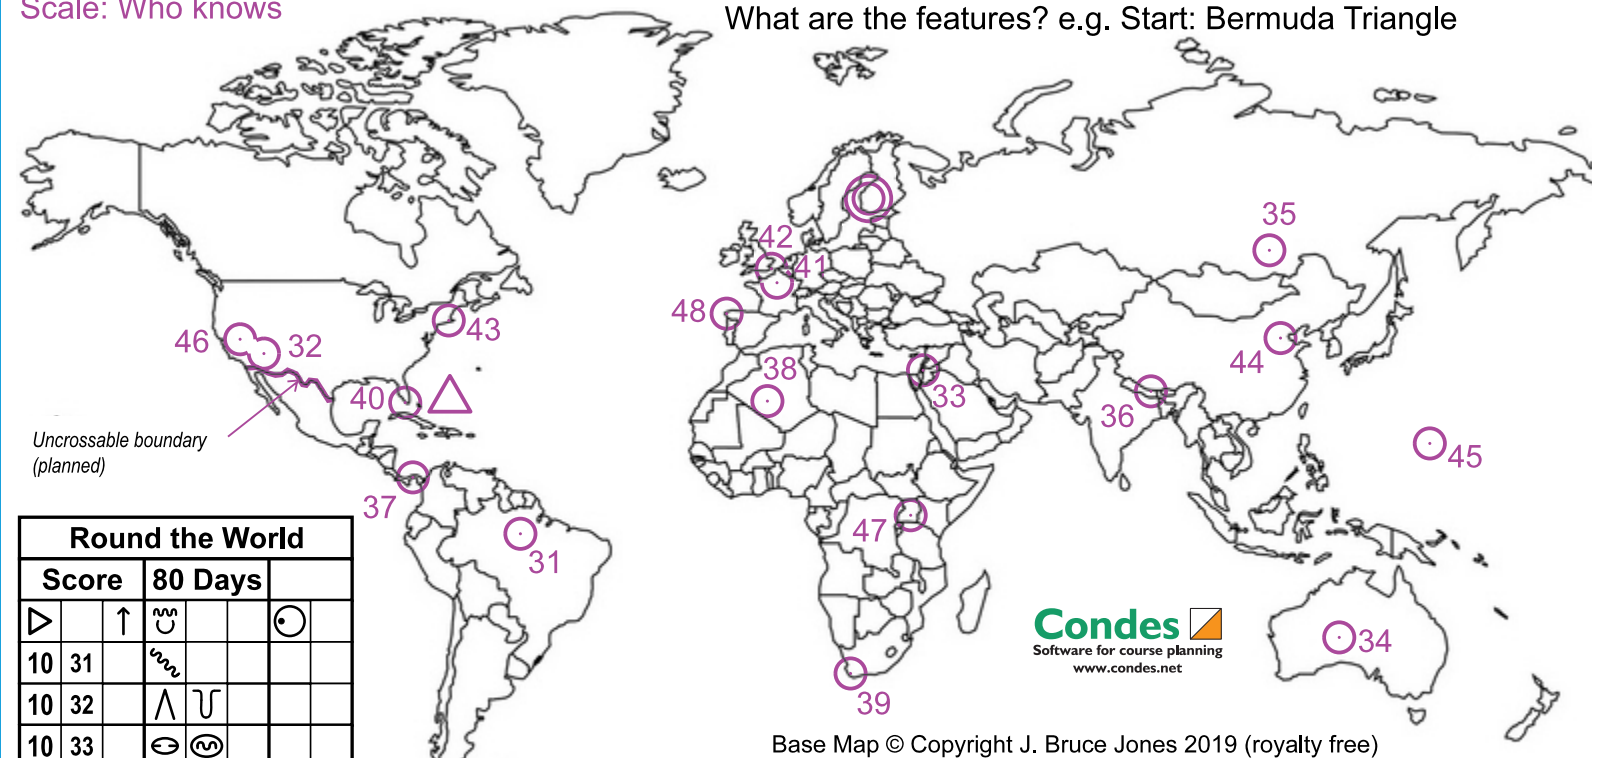 Scale: Who knows
What are the features? e.g. Start: Bermuda Triangle
35
42
41
48
43
46
32
38
44
40
33
36
Uncrossable boundary
(planned)
45
37
47
31
Round the World
Score 80 Days
10 31
10 32
10 33
Condes
Software for course planning
www.condes.net
34
39
Base Map © Copyright J. Bruce Jones 2019 (royalty free)